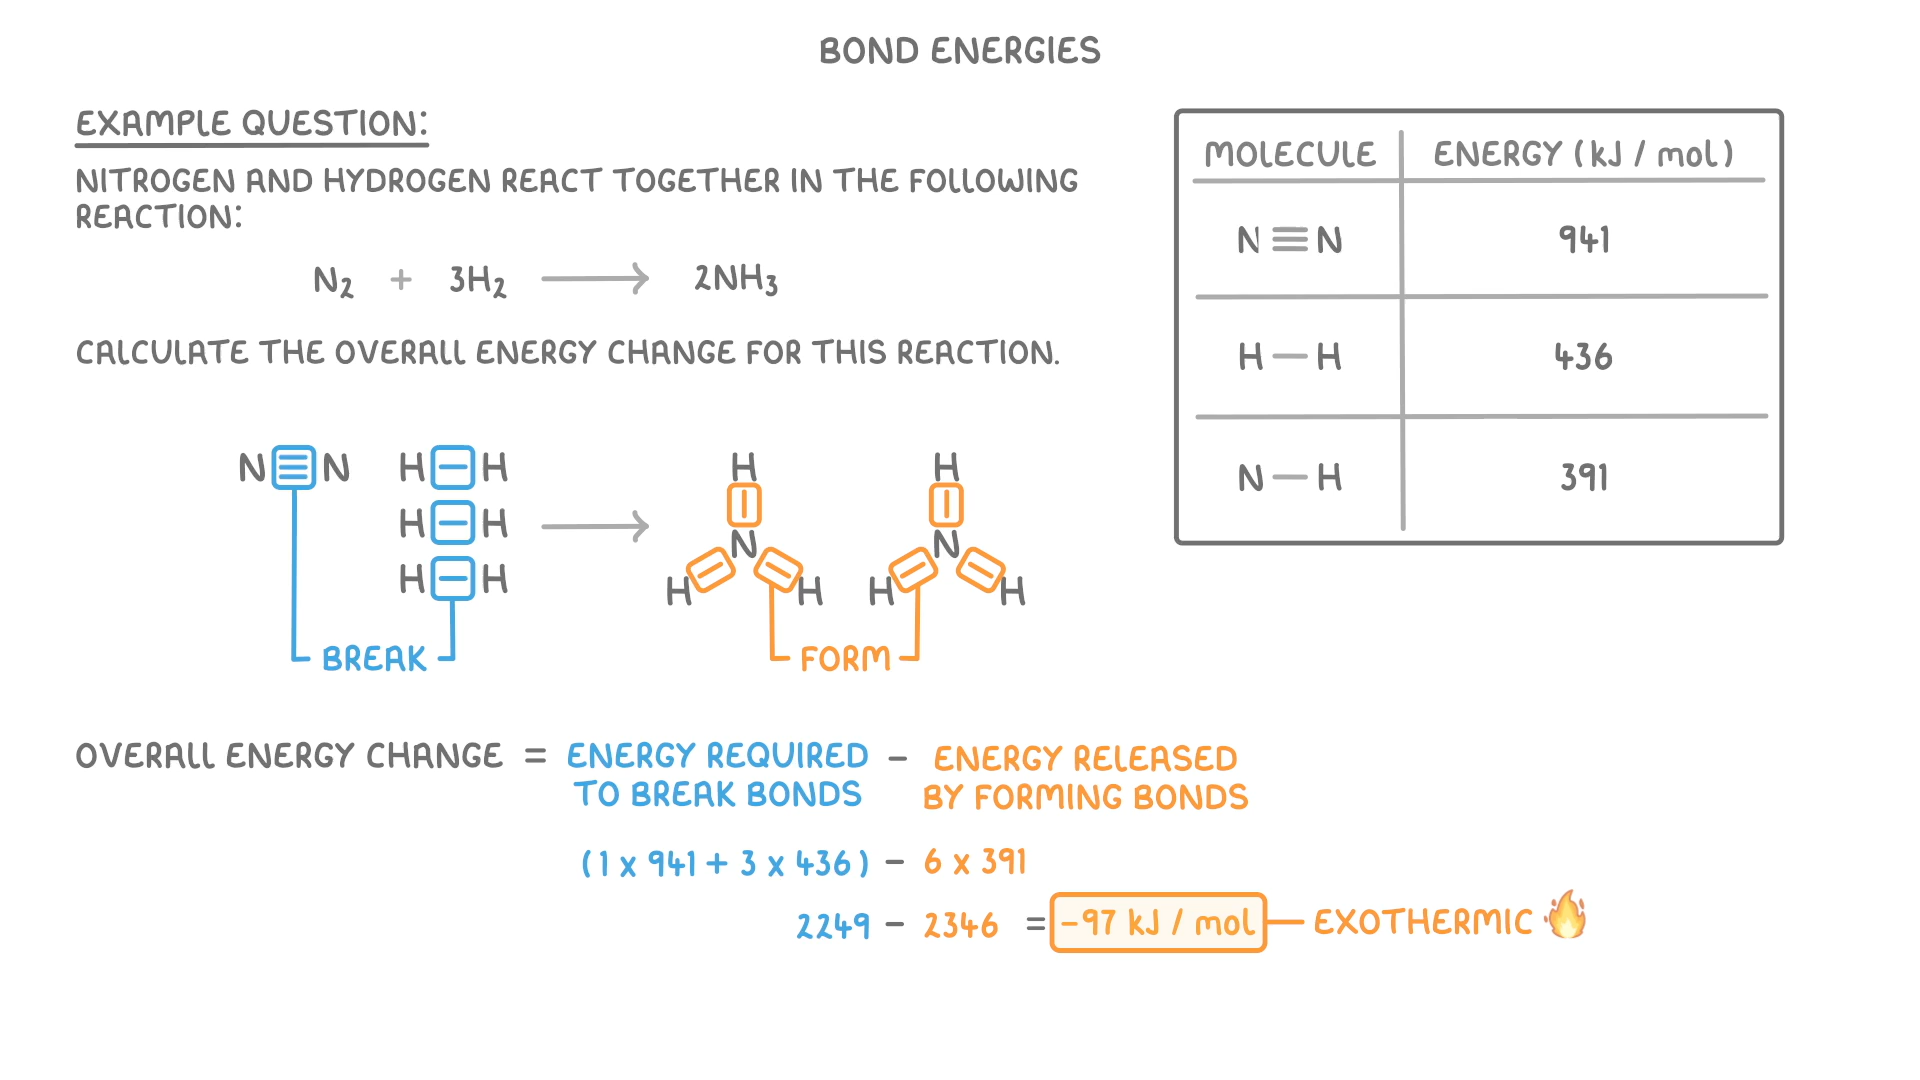 BOND ENERGIES
EXAMPLE QUESTION:
NITROGEN AND HYDROGEN REACT TOGETHER IN THE FOLLOWING
REACTION:
N₂ + 3H₂ ⟶ 2NH₃
CALCULATE THE OVERALL ENERGY CHANGE FOR THIS REACTION.
MOLECULE ENERGY (kJ / mol)
N ≡ N 941
H — H 436
N — H 391
N ≡ N H — H
H — H
H — H
⟶
H H
N N
H H H H
BREAK FORM
OVERALL ENERGY CHANGE = ENERGY REQUIRED - ENERGY RELEASED
TO BREAK BONDS BY FORMING BONDS
(1 x 941 + 3 x 436) - 6 x 391
2249 - 2346 = -97 kJ / mol EXOTHERMIC